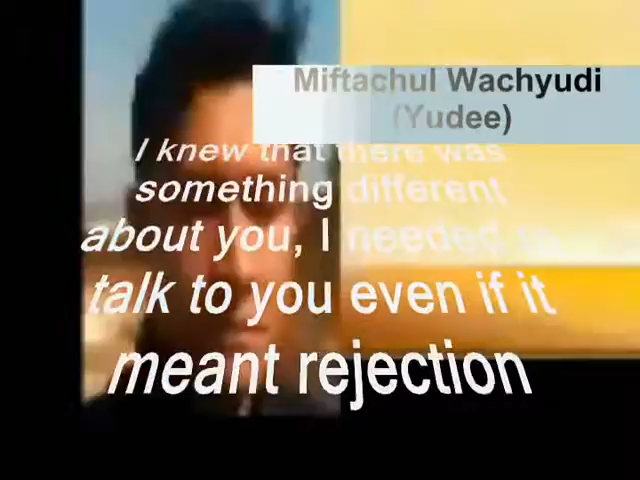 Miftachul Wachyudi
(Yudee)
I knew that there was
something different
about you, I needed to
talk to you even if it
meant rejection